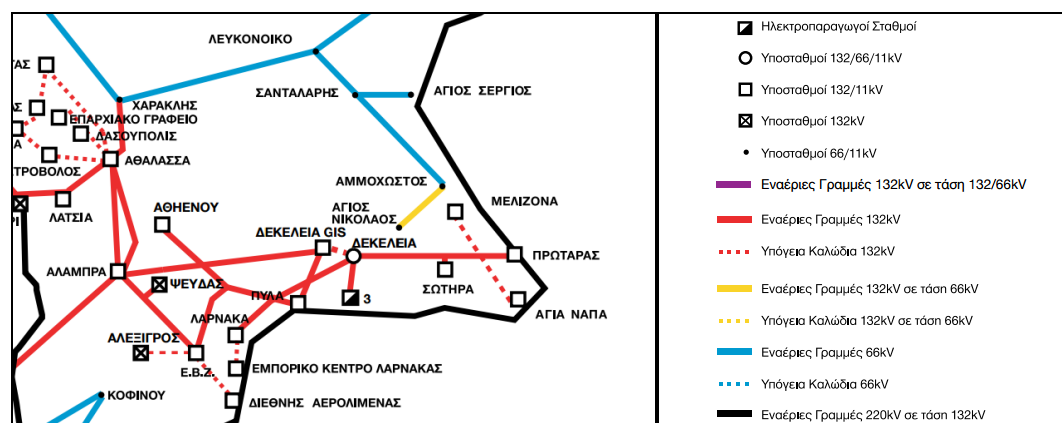 ΛΕΥΚΟΝΟΙΚΟ
ΤΑΣ
ΣΑΝΤΑΛΑΡΗΣ
ΑΓΙΟΣ ΣΕΡΓΙΟΣ
ΑΣ
ΧΑΡΑΚΛΗΣ
ΕΠΑΡΧΙΑΚΟ ΓΡΑΦΕΙΟ
ΔΑΣΟΥΠΟΛΙΣ
Α
ΑΘΑΛΑΣΣΑ
ΤΡΟΒΟΛΟΣ
ΑΜΜΟΧΩΣΤΟΣ
ΛΑΤΣΙΑ
ΑΘΗΕΝΟΥ
ΑΓΙΟΣ
ΝΙΚΟΛΑΟΣ
ΜΕΛΙΖΟΝΑ
ΡΙ
ΔΕΚΕΛΕΙΑ GIS
ΔΕΚΕΛΕΙΑ
ΠΡΩΤΑΡΑΣ
ΑΛΑΜΠΡΑ
ΨΕΥΔΑΣ
ΠΥΛΑ
3
ΣΩΤΗΡΑ
ΑΓΙΑ ΝΑΠΑ
ΛΑΡΝΑΚΑ
ΑΛΕΞΙΓΡΟΣ
Ε.Β.Ζ.
ΕΜΠΟΡΙΚΟ ΚΕΝΤΡΟ ΛΑΡΝΑΚΑΣ
ΚΟΦΙΝΟΥ
ΔΙΕΘΝΗΣ ΑΕΡΟΛΙΜΕΝΑΣ
Ηλεκτροπαραγωγοί Σταθμοί
Υποσταθμοί 132/66/11kV
Υποσταθμοί 132/11kV
Υποσταθμοί 132kV
Υποσταθμοί 66/11kV
Εναέριες Γραμμές 132kV σε τάση 132/66kV
Εναέριες Γραμμές 132kV
Υπόγεια Καλώδια 132kV
Εναέριες Γραμμές 132kV σε τάση 66kV
Υπόγεια Καλώδια 132kV σε τάση 66kV
Εναέριες Γραμμές 66kV
Υπόγεια Καλώδια 66kV
Εναέριες Γραμμές 220kV σε τάση 132kV